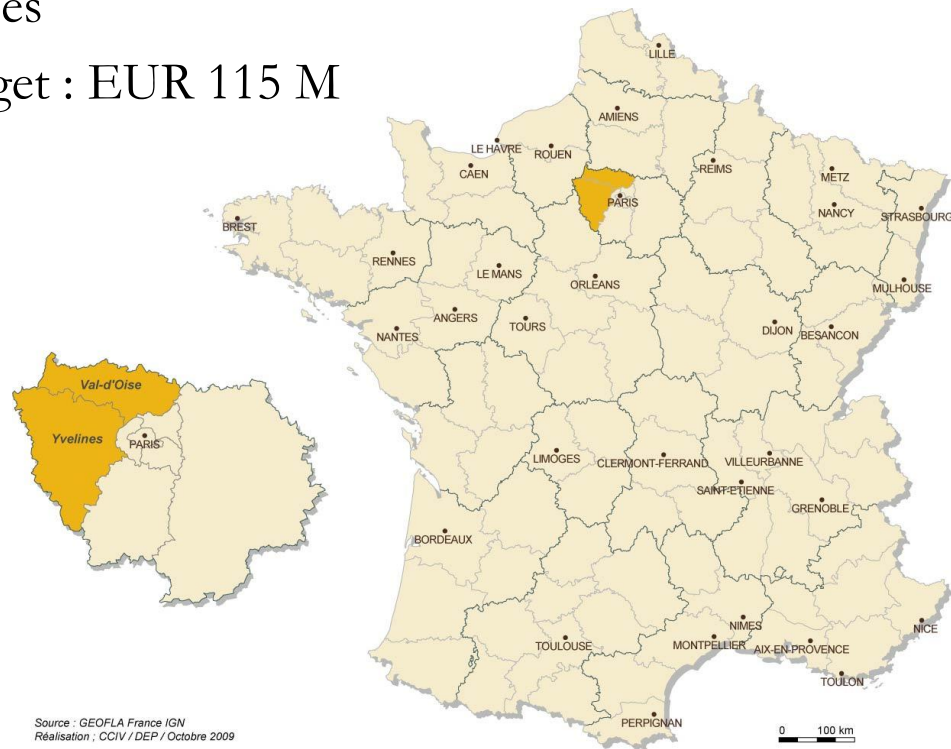 es
get : EUR 115 M
LILLE
AMIENS
LE HAVRE
ROUEN
CAEN
REIMS
METZ
PARIS
NANCY
STRASBOURG
BREST
RENNES
LE MANS
ORLEANS
MULHOUSE
ANGERS
TOURS
NANTES
DIJON
BESANCON
Val-d'Oise
Yvelines
PARIS
LIMOGES
CLERMONT-FERRAND
VILLEURBANNE
SAINT-ETIENNE
GRENOBLE
BORDEAUX
NIMES
NICE
TOULOUSE
MONTPELLIER
AIX-EN-PROVENCE
TOULON
PERPIGNAN
Source : GEOFLA France IGN
Réalisation ; CCIV / DEP / Octobre 2009
0 100 km